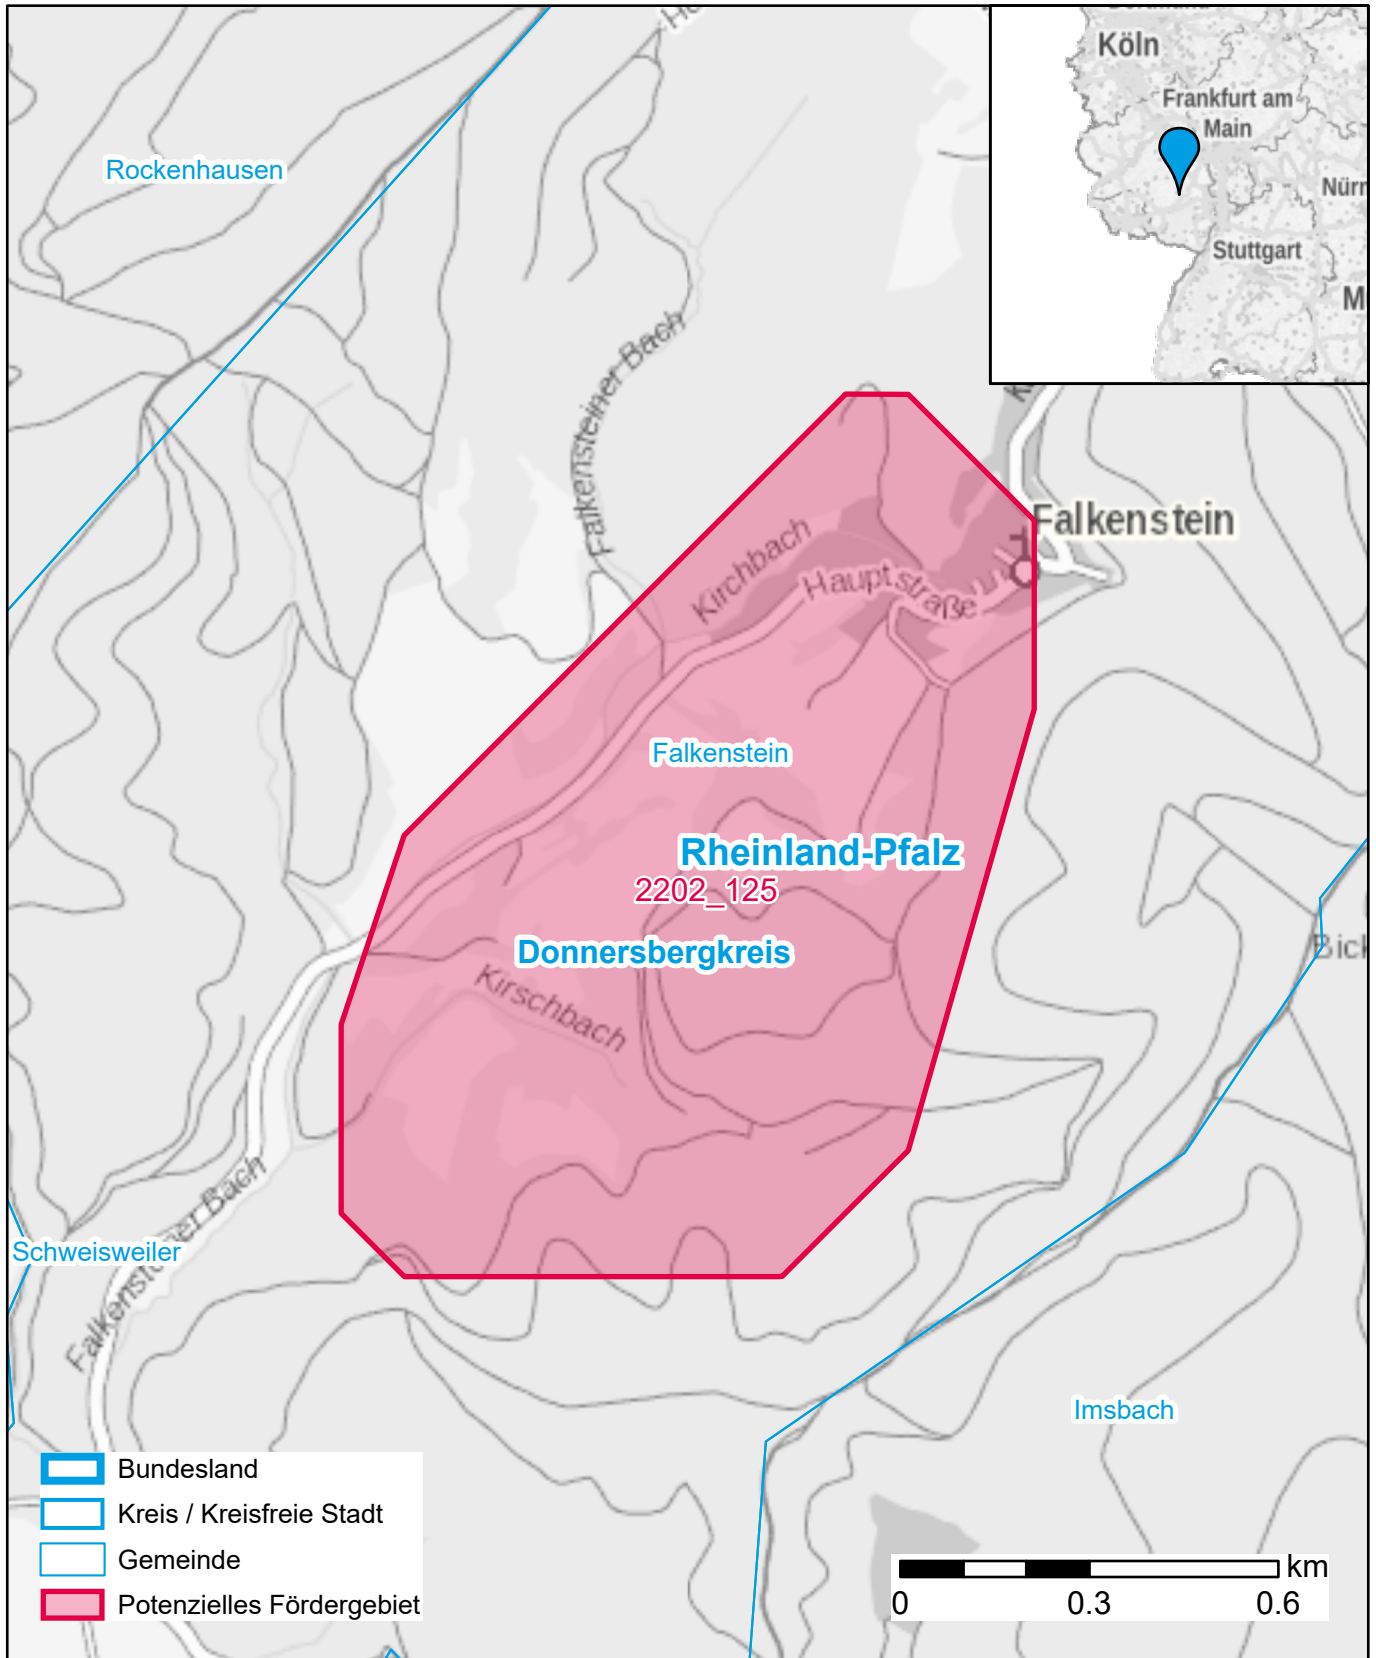 Köln
Frankfurt am
Main
Stuttgart
Rockenhausen
Falkensteiner Bach
Falkenstein
Kirchbach
Hauptstraße
Falkenstein
Rheinland-Pfalz
2202_125
Donnersbergkreis
Kirschbach
Schweisweiler
Falkensteiner Bach
Imsbach
Bundesland
Kreis / Kreisfreie Stadt
Gemeinde
Potenzielles Fördergebiet
km
0 0.3 0.6